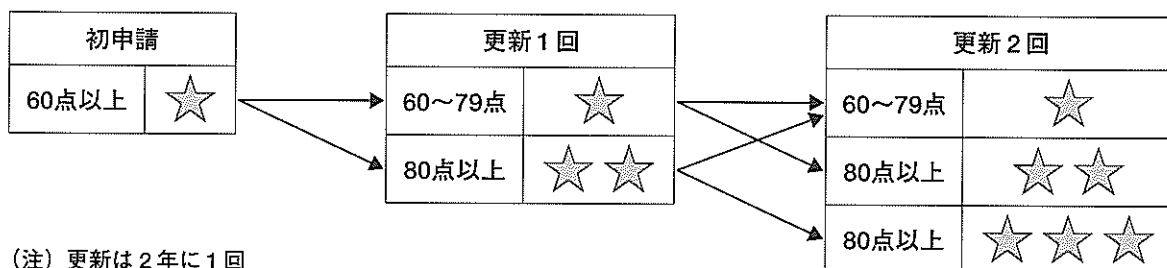 初申請
60点以上
更新1回
60～79点
80点以上
更新2回
60～79点
80点以上
80点以上
（注）更新は2年に1回